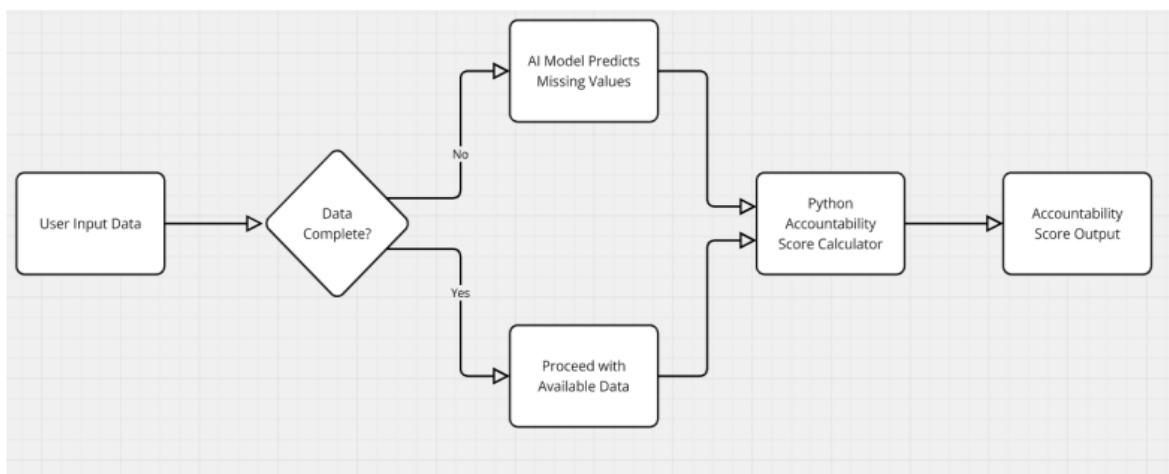 AI Model Predicts
Missing Values
No
User Input Data
Data
Complete?
Python
Accountability
Score Calculator
Accountability
Score Output
Yes
Proceed with
Available Data